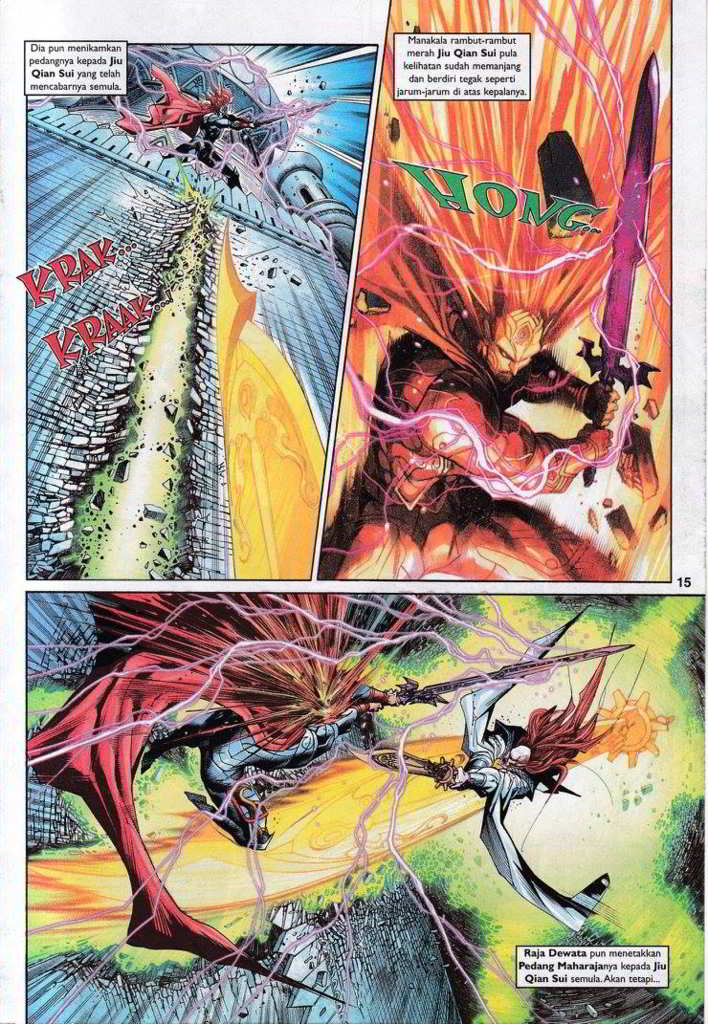 Dia pun menikamkan
pedangnya kepada Jiu
Qian Sui yang telah
mencabarnya semula.
Manakala rambut-rambut
merah Jiu Qian Sui pula
kelihatan sudah memanjang
dan berdiri tegak seperti
jarum-jarum di atas kepalanya.
KRAK...
KRAAK...
HONG...
15
Raja Dewata pun menetakkan
Pedang Maharajanya kepada Jiu
Qian Sui semula. Akan tetapi...